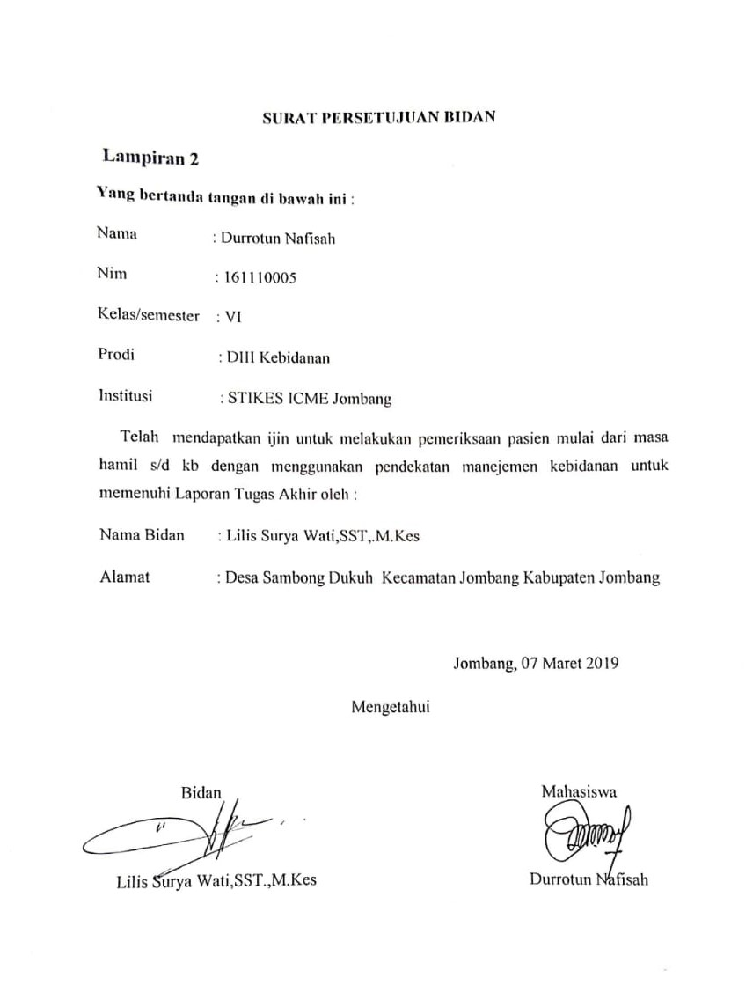 SURAT PERSETUJUAN BIDAN
Lampiran 2
Yang bertanda tangan di bawah ini :
Nama : Durrotun Nafisah
Nim : 161110005
Kelas/semester : VI
Prodi : DIII Kebidanan
Institusi : STIKES ICME Jombang
Telah mendapatkan ijin untuk melakukan pemeriksaan pasien mulai dari masa
hamil s/d kb dengan menggunakan pendekatan manejemen kebidanan untuk
memenuhi Laporan Tugas Akhir oleh :
Nama Bidan : Lilis Surya Wati,SST,.M.Kes
Alamat : Desa Sambong Dukuh Kecamatan Jombang Kabupaten Jombang
Jombang, 07 Maret 2019
Mengetahui
Bidan Mahasiswa
Lilis Surya Wati,SST.,M.Kes Durrotun Nafisah